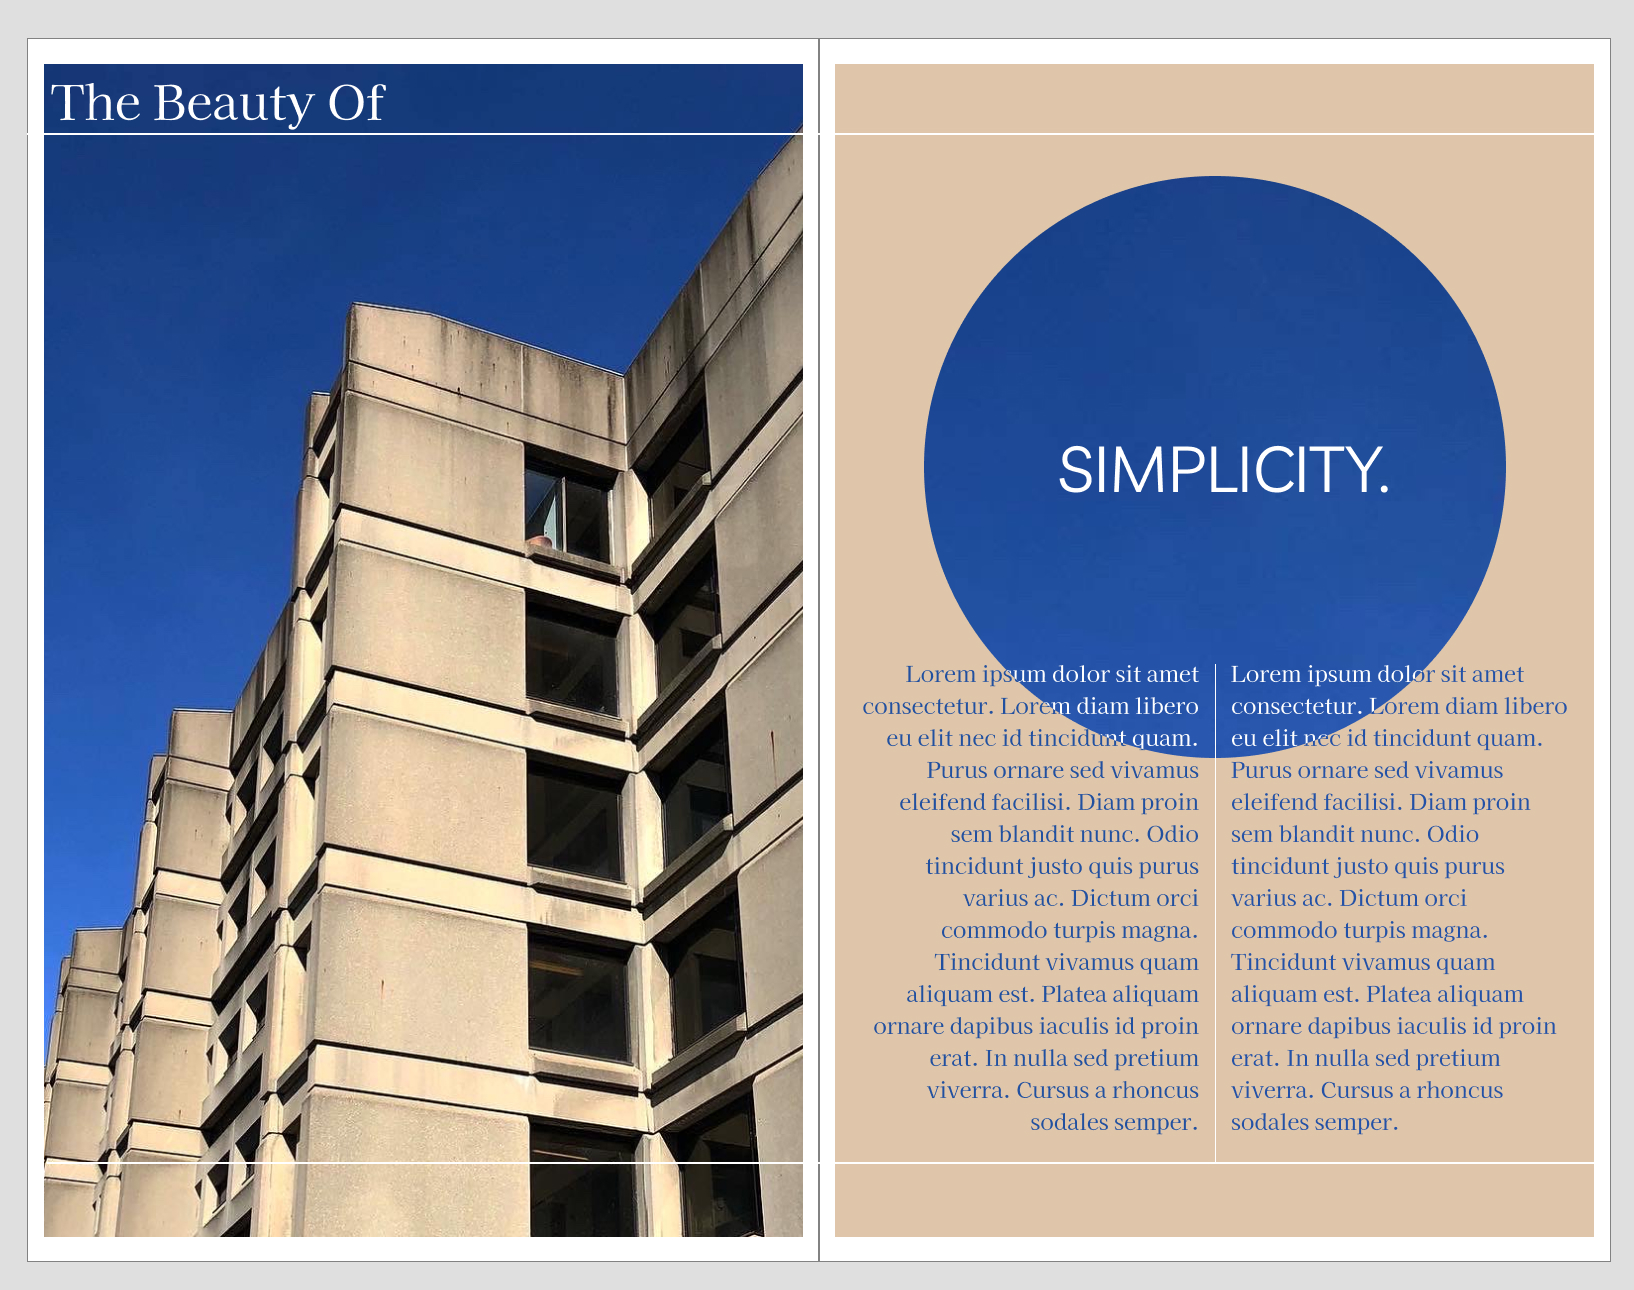 The Beauty Of
SIMPLICITY.
Lorem ipsum dolor sit amet
consectetur. Lorem diam libero
eu elit nec id tincidunt quam.
Purus ornare sed vivamus
eleifend facilisi. Diam proin
sem blandit nunc. Odio
tincidunt justo quis purus
varius ac. Dictum orci
commodo turpis magna.
Tincidunt vivamus quam
aliquam est. Platea aliquam
ornare dapibus iaculis id proin
erat. In nulla sed pretium
viverra. Cursus a rhoncus
sodales semper.
Lorem ipsum dolor sit amet
consectetur. Lorem diam libero
eu elit nec id tincidunt quam.
Purus ornare sed vivamus
eleifend facilisi. Diam proin
sem blandit nunc. Odio
tincidunt justo quis purus
varius ac. Dictum orci
commodo turpis magna.
Tincidunt vivamus quam
aliquam est. Platea aliquam
ornare dapibus iaculis id proin
erat. In nulla sed pretium
viverra. Cursus a rhoncus
sodales semper.